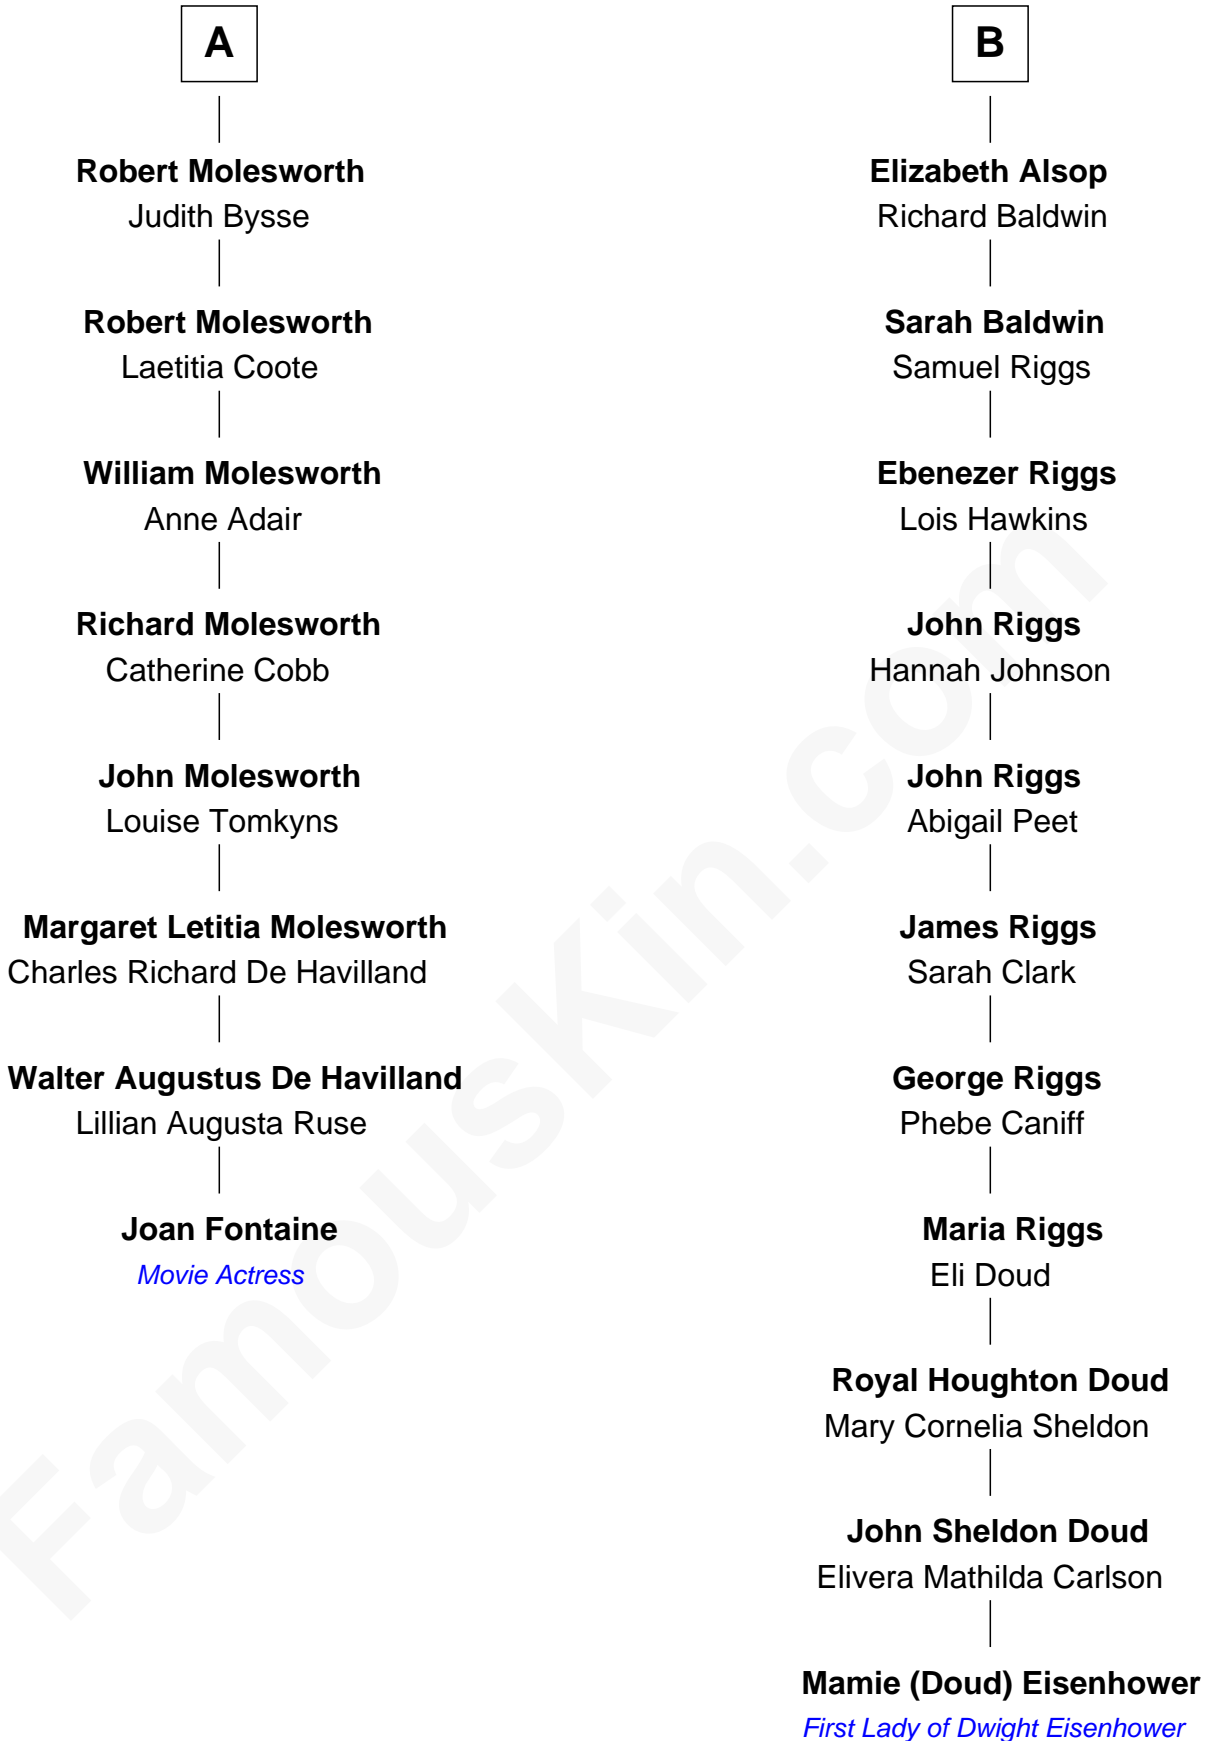 A
Robert Molesworth
Judith Bysse
Robert Molesworth
Laetitia Coote
William Molesworth
Anne Adair
Richard Molesworth
Catherine Cobb
John Molesworth
Louise Tomkyns
Margaret Letitia Molesworth
Charles Richard De Havilland
Walter Augustus De Havilland
Lillian Augusta Ruse
Joan Fontaine
Movie Actress
B
Elizabeth Alsop
Richard Baldwin
Sarah Baldwin
Samuel Riggs
Ebenezer Riggs
Lois Hawkins
John Riggs
Hannah Johnson
John Riggs
Abigail Peet
James Riggs
Sarah Clark
George Riggs
Phebe Caniff
Maria Riggs
Eli Doud
Royal Houghton Doud
Mary Cornelia Sheldon
John Sheldon Doud
Elivera Mathilda Carlson
Mamie (Doud) Eisenhower
First Lady of Dwight Eisenhower
FamousKin.com